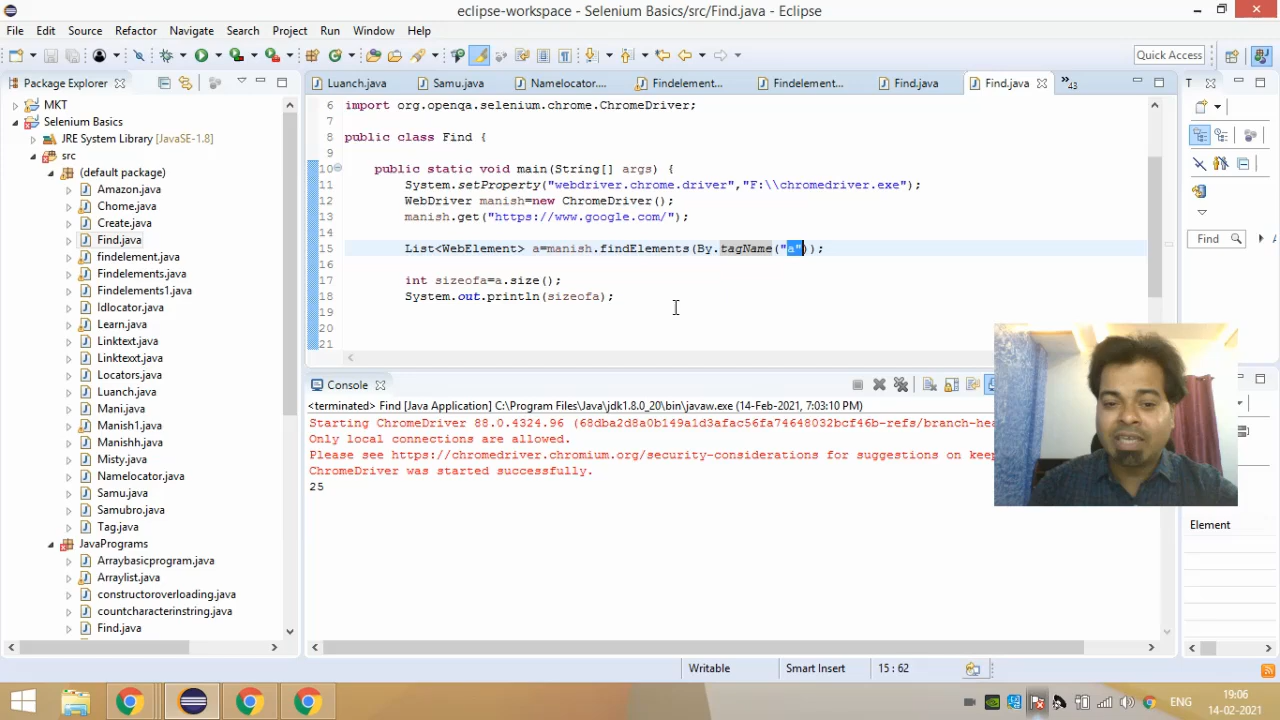 eclipse-workspace - Selenium Basics/src/Find.java - Eclipse
File Edit Source Refactor Navigate Search Project Run Window Help
Quick Access
Package Explorer
MKT
Selenium Basics
JRE System Library [JavaSE-1.8]
src
(default package)
Amazon.java
Chome.java
Create.java
Find.java
findelement.java
Findelements.java
Findelements1.java
Idlocator.java
Learn.java
Linktext.java
Linktexxt.java
Locators.java
Luanch.java
Mani.java
Manish1.java
Manishh.java
Misty.java
Namelocator.java
Samu.java
Samubro.java
Tag.java
JavaPrograms
Arraybasicprogram.java
Arraylist.java
constructoroverloading.java
countcharacterinstring.java
Find.java
Luanch.java Samu.java Namelocator.... Findelement... Findelement... Find.java Find.java »43
6 import org.openqa.selenium.chrome.ChromeDriver;
7
8 public class Find {
9
10 public static void main(String[] args) {
11 System.setProperty("webdriver.chrome.driver","F:\\chromedriver.exe");
12 WebDriver manish=new ChromeDriver();
13 manish.get("https://www.google.com/");
14
15 List<WebElement> a=manish.findElements(By.tagName("a"));
16
17 int sizeofa=a.size();
18 System.out.println(sizeofa);
19
20
21
Console
<terminated> Find [Java Application] C:\Program Files\Java\jdk1.8.0_20\bin\javaw.exe (14-Feb-2021, 7:03:10 PM)
Starting ChromeDriver 88.0.4324.96 (68dba2d8a0b149a1d3afac56fa74648032bcf46b-refs/branch-hea
Only local connections are allowed.
Please see https://chromedriver.chromium.org/security-considerations for suggestions on keep
ChromeDriver was started successfully.
25
T
Find
Element
Writable Smart Insert 15 : 62
ENG
19:06
14-02-2021